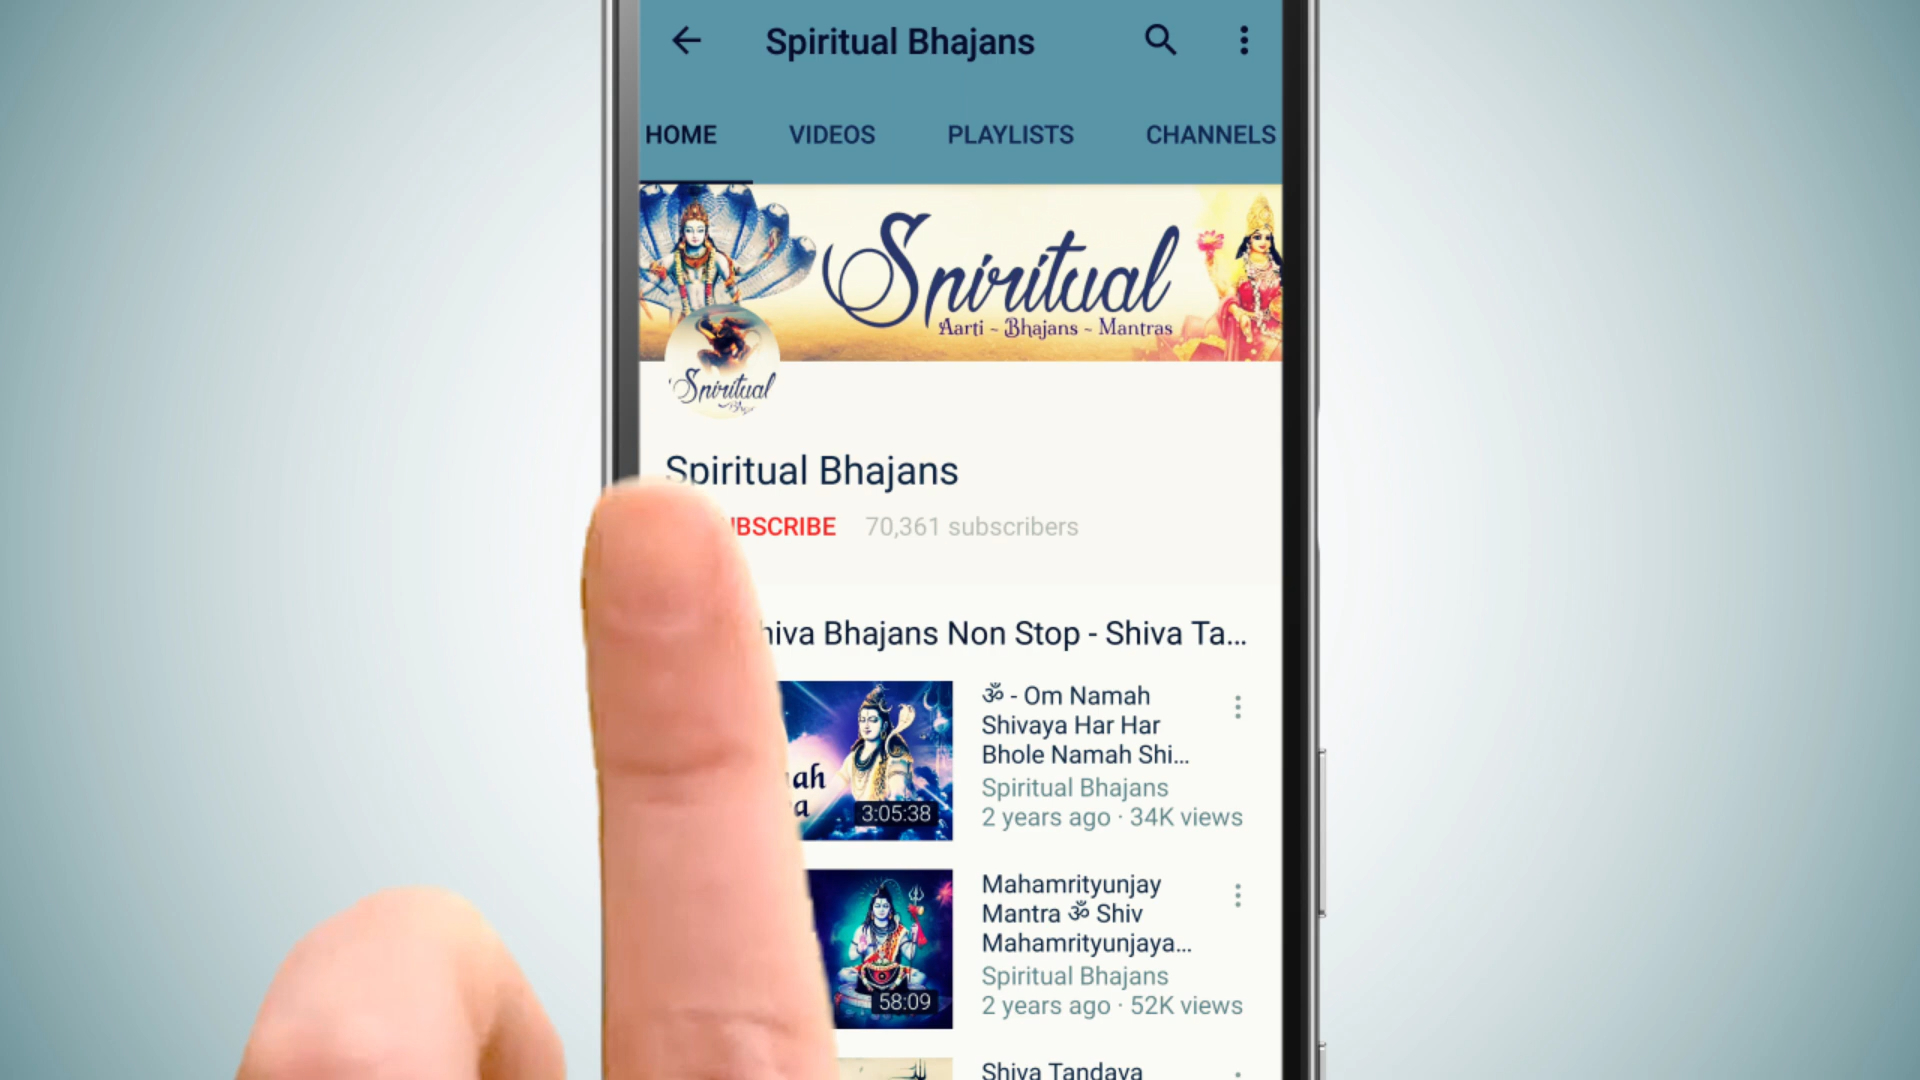 Spiritual Bhajans
HOME VIDEOS PLAYLISTS CHANNELS
Spiritual
Aarti ~ Bhajans ~ Mantras
Spiritual
Spiritual Bhajans
UBSCRIBE 70,361 subscribers
hiva Bhajans Non Stop - Shiva Ta...
ॐ - Om Namah
Shivaya Har Har
Bhole Namah Shi...
Spiritual Bhajans
2 years ago · 34K views
ah
a
3:05:38
Mahamrityunjay
Mantra ॐ Shiv
Mahamrityunjaya...
Spiritual Bhajans
2 years ago · 52K views
58:09
Shiva Tandava